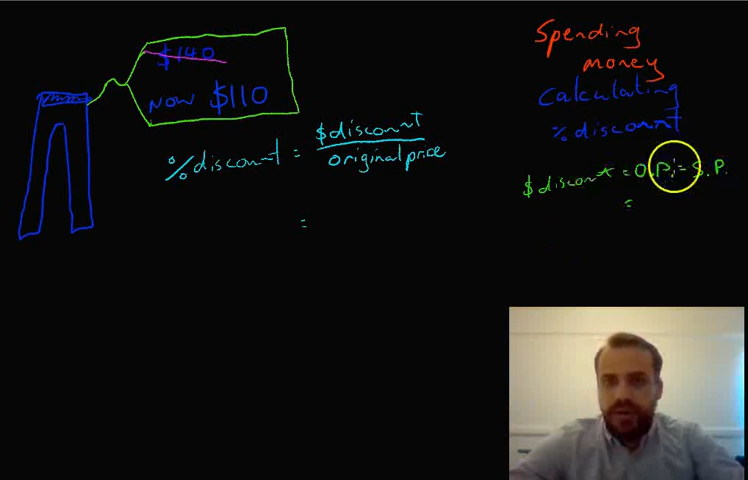 $140
NOW $110
Spending
money
Calculating
% discount
% discount = $ discount / original price
$ discount = O.P. - S.P.
=
=